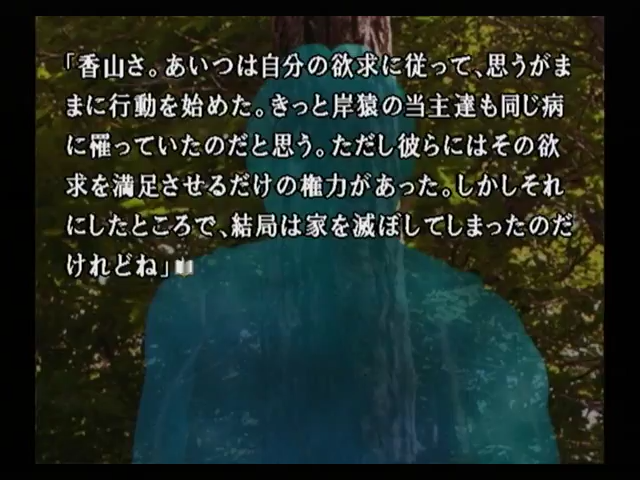 「香山さ。あいつは自分の欲求に従って、思うがま
まに行動を始めた。きっと岸猿の当主達も同じ病
に罹っていたのだと思う。ただし彼らにはその欲
求を満足させるだけの権力があった。しかしそれ
にしたところで、結局は家を滅ぼしてしまったのだ
けれどね」